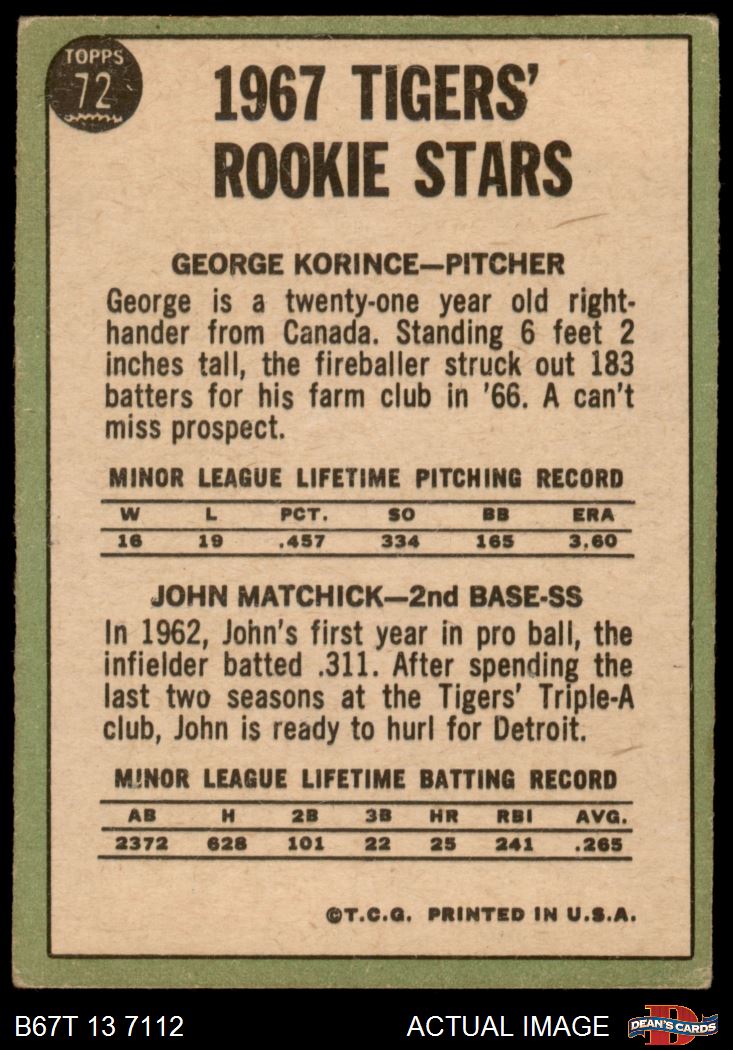 TOPPS
72
1967 TIGERS'
ROOKIE STARS
GEORGE KORINCE—PITCHER
George is a twenty-one year old right-
hander from Canada. Standing 6 feet 2
inches tall, the fireballer struck out 183
batters for his farm club in '66. A can't
miss prospect.
MINOR LEAGUE LIFETIME PITCHING RECORD
W L PCT. SO BB ERA
16 19 .457 334 165 3.60
JOHN MATCHICK—2nd BASE-SS
In 1962, John's first year in pro ball, the
infielder batted .311. After spending the
last two seasons at the Tigers' Triple-A
club, John is ready to hurl for Detroit.
MINOR LEAGUE LIFETIME BATTING RECORD
AB H 2B 3B HR RBI AVG.
2372 628 101 22 25 241 .265
©T.C.G. PRINTED IN U.S.A.
B67T 13 7112 ACTUAL IMAGE DEAN'S CARDS